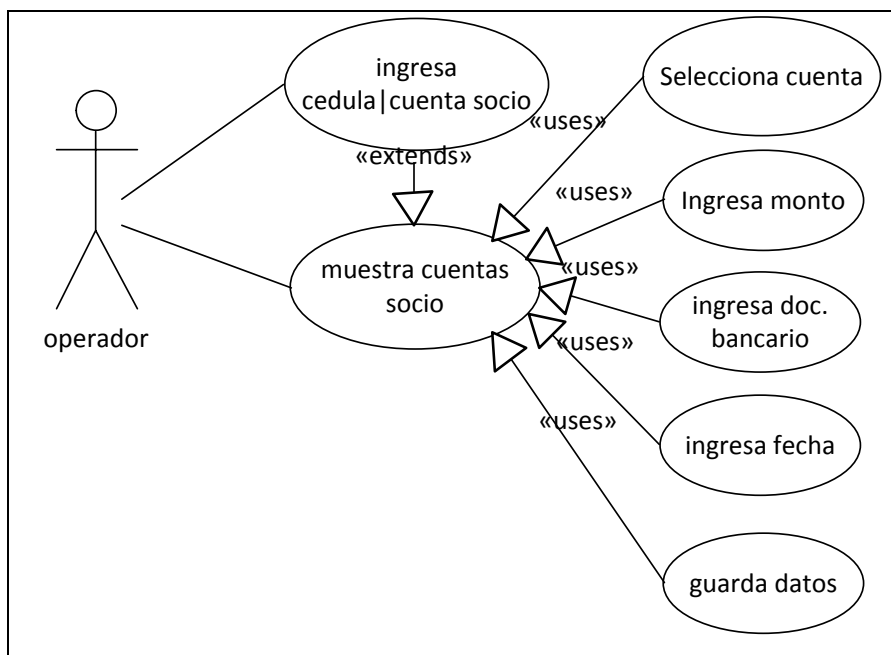 ingresa
cedula|cuenta socio
Selecciona cuenta
«uses»
«extends»
«uses»
Ingresa monto
«uses»
muestra cuentas
socio
ingresa doc.
bancario
operador
«uses»
«uses»
ingresa fecha
guarda datos